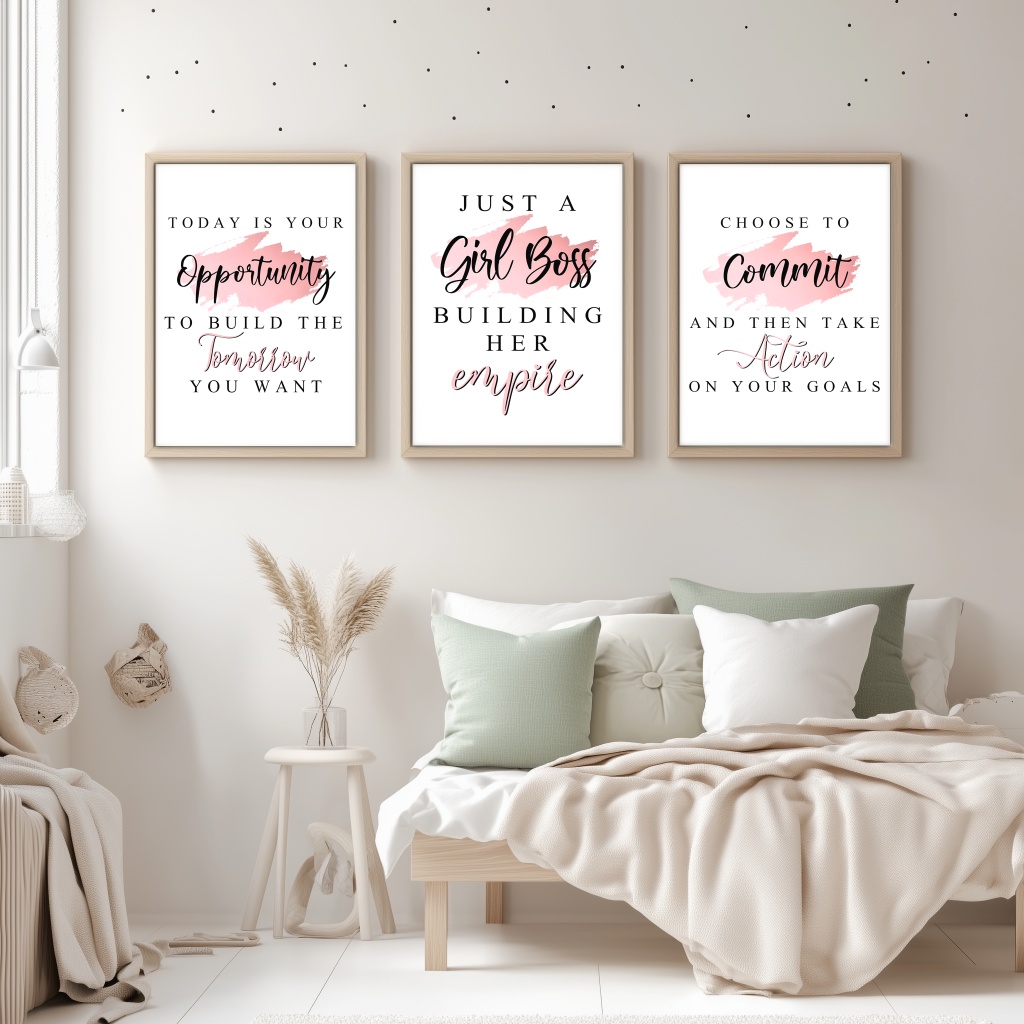 TODAY IS YOUR
Opportunity
TO BUILD THE
Tomorrow
YOU WANT
JUST A
Girl Boss
BUILDING
HER
empire
CHOOSE TO
Commit
AND THEN TAKE
Action
ON YOUR GOALS